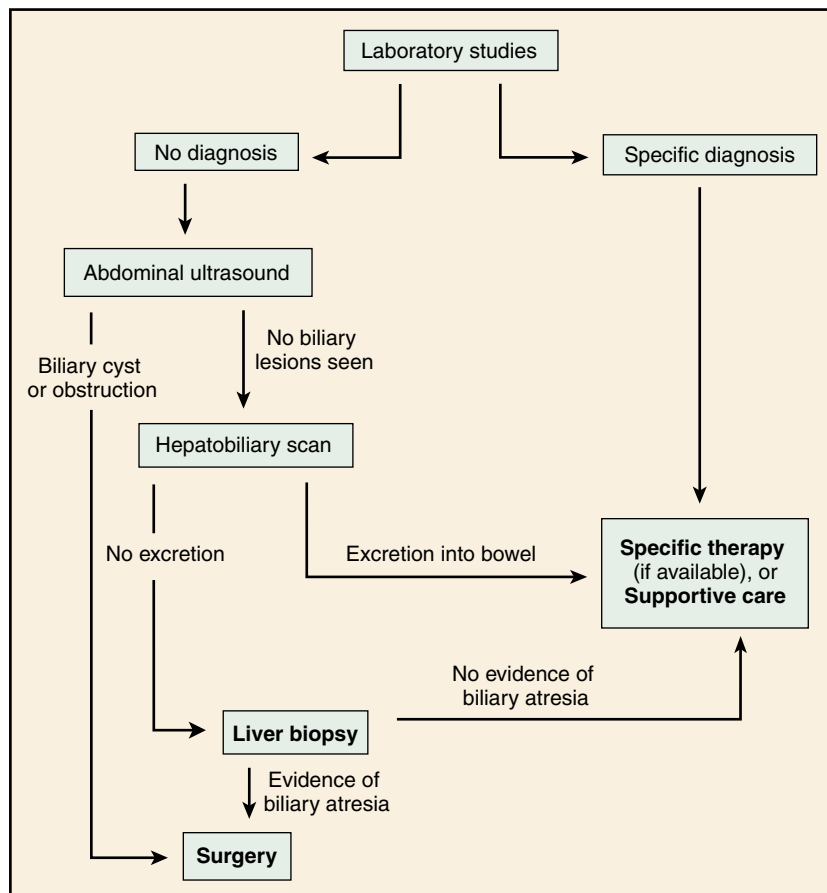 Laboratory studies
No diagnosis
Specific diagnosis
Abdominal ultrasound
No biliary
lesions seen
Biliary cyst
or obstruction
Hepatobiliary scan
No excretion
Excretion into bowel
Specific therapy
(if available), or
Supportive care
No evidence of
biliary atresia
Liver biopsy
Evidence of
biliary atresia
Surgery